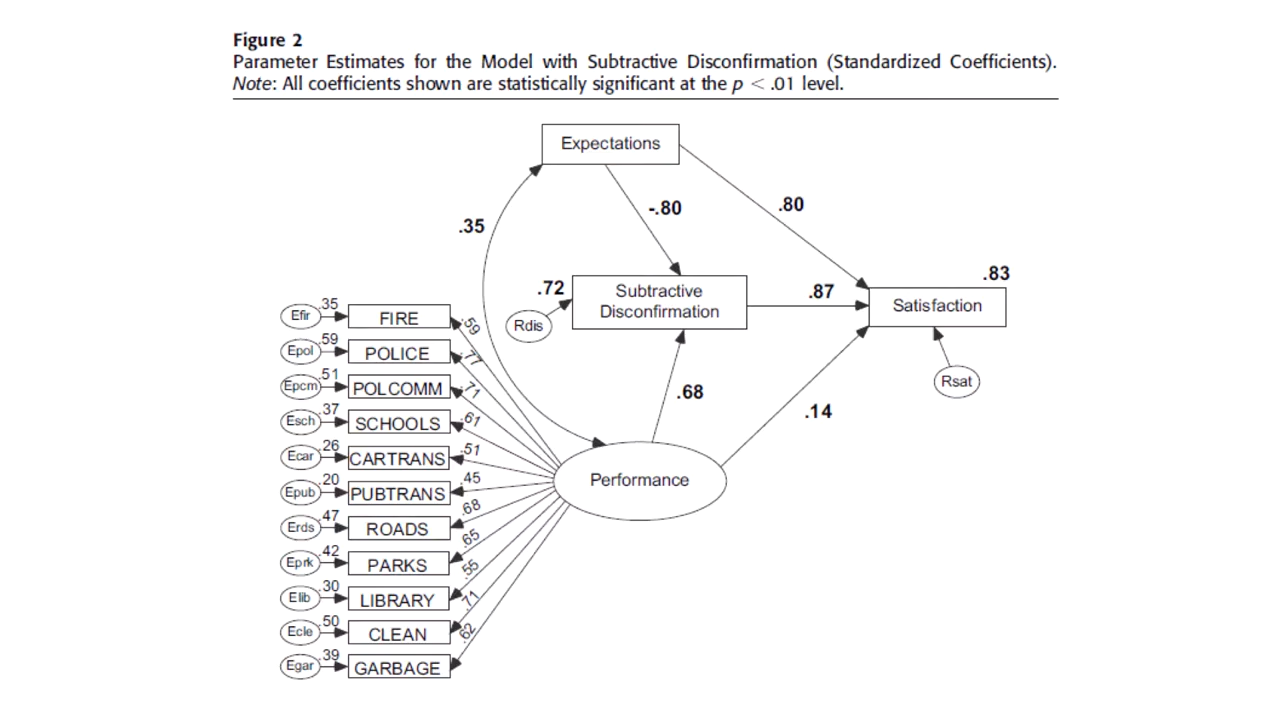 Figure 2
Parameter Estimates for the Model with Subtractive Disconfirmation (Standardized Coefficients).
Note: All coefficients shown are statistically significant at the p < .01 level.
Expectations
-.80
.80
.35
.83
.72
Subtractive
Disconfirmation
.87
Satisfaction
Rdis
Rsat
.68
.14
Performance
Efir .35 FIRE .59
Epol .59 POLICE .77
Epcm .51 POLCOMM .71
Esch .37 SCHOOLS .61
Ecar .26 CARTRANS .51
Epub .20 PUBTRANS .45
Erds .47 ROADS .68
Eprk .42 PARKS .65
Elib .30 LIBRARY .55
Ecle .50 CLEAN .71
Egar .39 GARBAGE .62